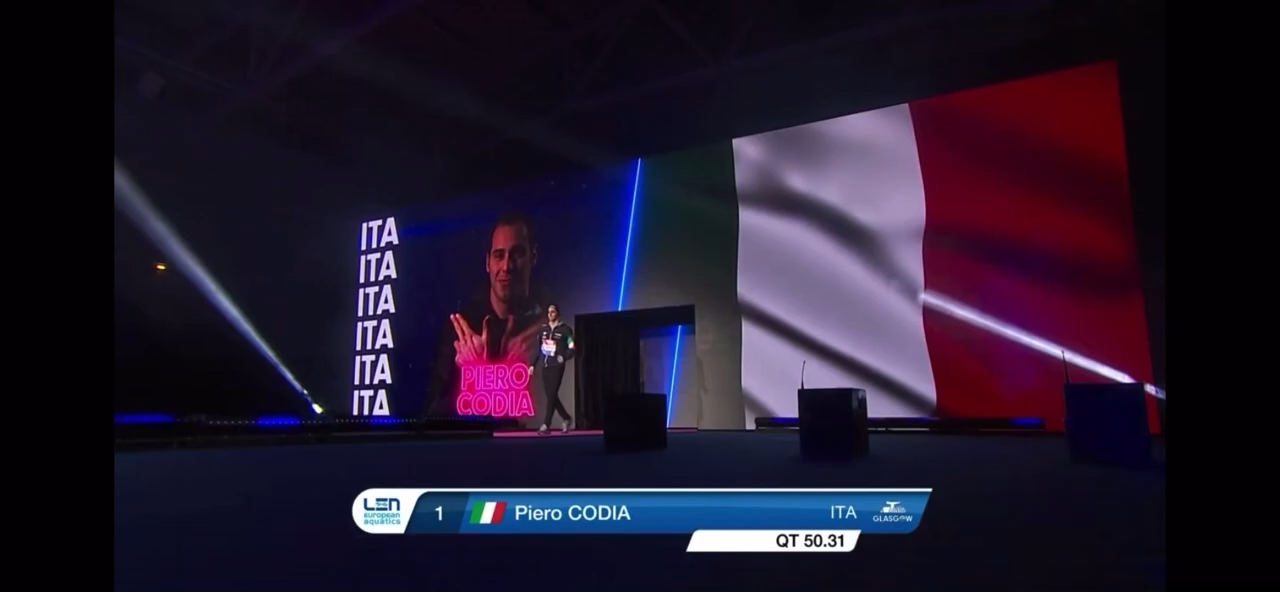 ITA
ITA
ITA
ITA
ITA
ITA
PIERO
CODIA
LEN
european
aquatics
1
Piero CODIA
ITA
GLASGOW
QT 50.31